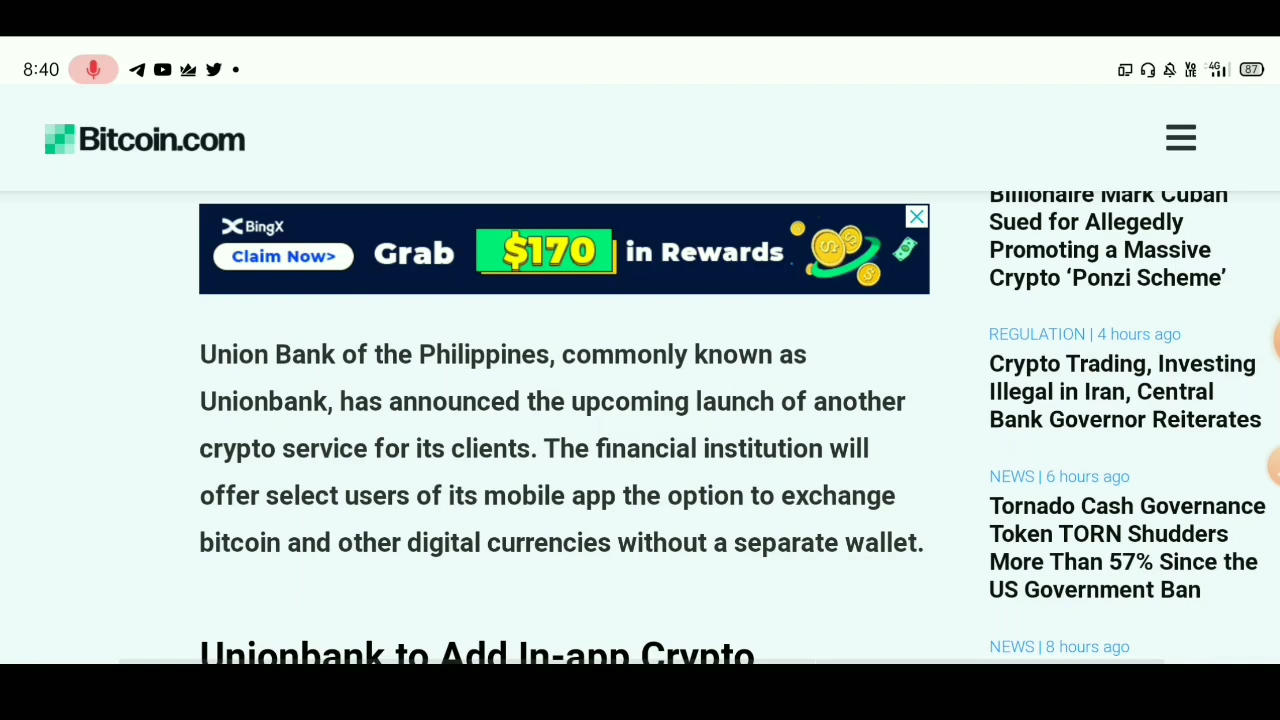 8:40
VO LTE 4G 87
Bitcoin.com
BingX
Claim Now>
Grab $170 in Rewards
Union Bank of the Philippines, commonly known as
Unionbank, has announced the upcoming launch of another
crypto service for its clients. The financial institution will
offer select users of its mobile app the option to exchange
bitcoin and other digital currencies without a separate wallet.
Unionbank to Add In-app Crypto
Billionaire Mark Cuban
Sued for Allegedly
Promoting a Massive
Crypto ‘Ponzi Scheme’
REGULATION | 4 hours ago
Crypto Trading, Investing
Illegal in Iran, Central
Bank Governor Reiterates
NEWS | 6 hours ago
Tornado Cash Governance
Token TORN Shudders
More Than 57% Since the
US Government Ban
NEWS | 8 hours ago